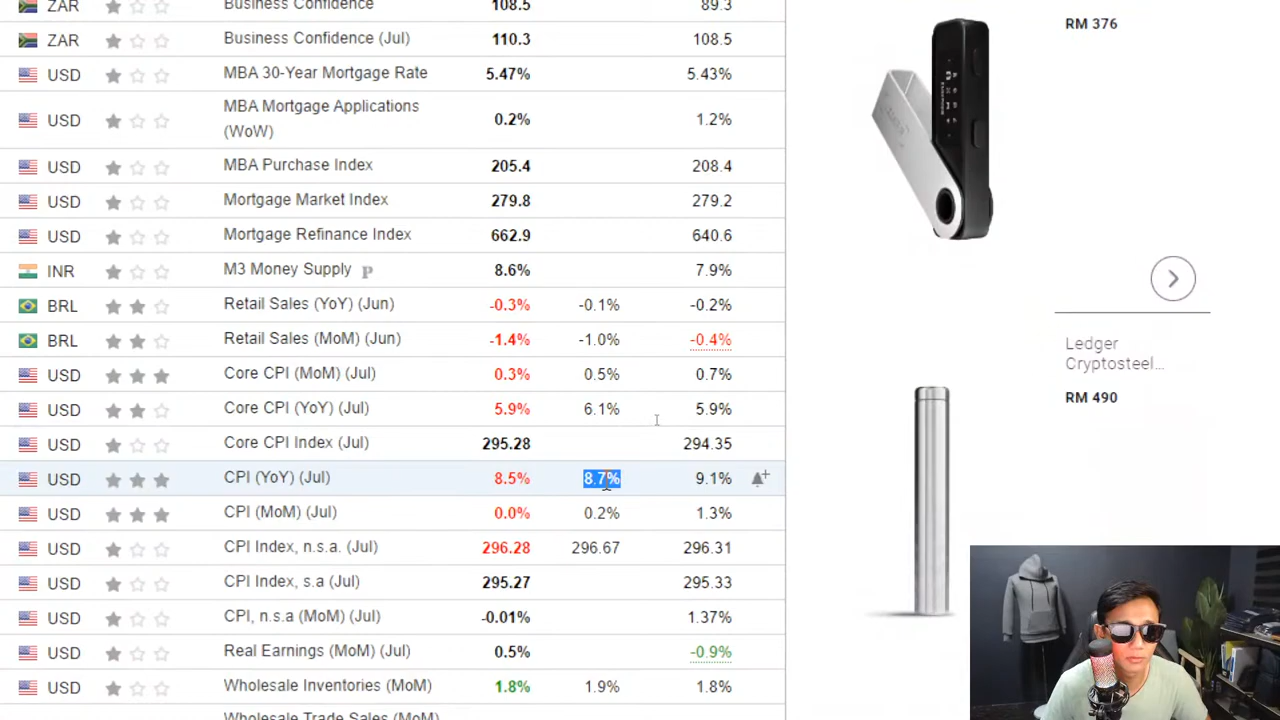 ZAR Business Confidence 108.5 89.3
ZAR Business Confidence (Jul) 110.3 108.5
USD MBA 30-Year Mortgage Rate 5.47% 5.43%
USD MBA Mortgage Applications
(WoW) 0.2% 1.2%
USD MBA Purchase Index 205.4 208.4
USD Mortgage Market Index 279.8 279.2
USD Mortgage Refinance Index 662.9 640.6
INR M3 Money Supply P 8.6% 7.9%
BRL Retail Sales (YoY) (Jun) -0.3% -0.1% -0.2%
BRL Retail Sales (MoM) (Jun) -1.4% -1.0% -0.4%
USD Core CPI (MoM) (Jul) 0.3% 0.5% 0.7%
USD Core CPI (YoY) (Jul) 5.9% 6.1% 5.9%
USD Core CPI Index (Jul) 295.28 294.35
USD CPI (YoY) (Jul) 8.5% 8.7% 9.1%
USD CPI (MoM) (Jul) 0.0% 0.2% 1.3%
USD CPI Index, n.s.a. (Jul) 296.28 296.67 296.31
USD CPI Index, s.a (Jul) 295.27 295.33
USD CPI, n.s.a (MoM) (Jul) -0.01% 1.37%
USD Real Earnings (MoM) (Jul) 0.5% -0.9%
USD Wholesale Inventories (MoM) 1.8% 1.9% 1.8%
Wholesale Trade Sales (MoM)
RM 376
Ledger
Cryptosteel...
RM 490